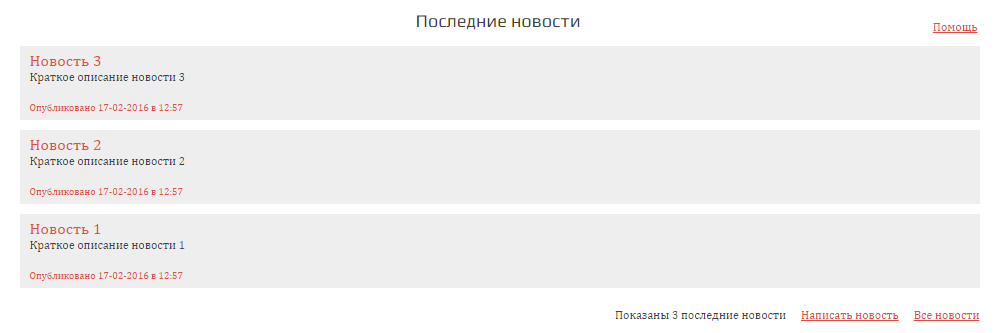 Последние новости
Помощь
Новость 3
Краткое описание новости 3
Опубликовано 17-02-2016 в 12:57
Новость 2
Краткое описание новости 2
Опубликовано 17-02-2016 в 12:57
Новость 1
Краткое описание новости 1
Опубликовано 17-02-2016 в 12:57
Показаны 3 последние новости Написать новость Все новости